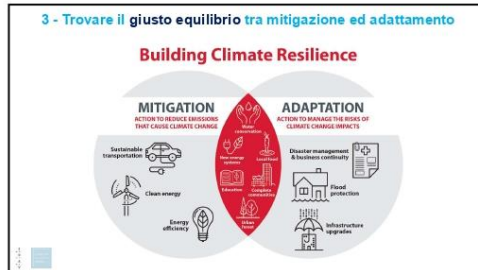 3 - Trovare il giusto equilibrio tra mitigazione ed adattamento
Building Climate Resilience
MITIGATION
ACTION TO REDUCE EMISSIONS
THAT CAUSE CLIMATE CHANGE
Sustainable
transportation
Clean energy
Energy
efficiency
Water
conservation
New energy
systems
Local food
Education
Complete
communities
Urban
forest
ADAPTATION
ACTION TO MANAGE THE RISKS OF
CLIMATE CHANGE IMPACTS
Disaster management
& business continuity
Flood
protection
Infrastructure
upgrades